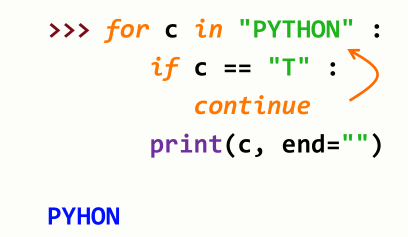 >>> for c in "PYTHON" :
if c == "T" :
continue
print(c, end="")
PYHON